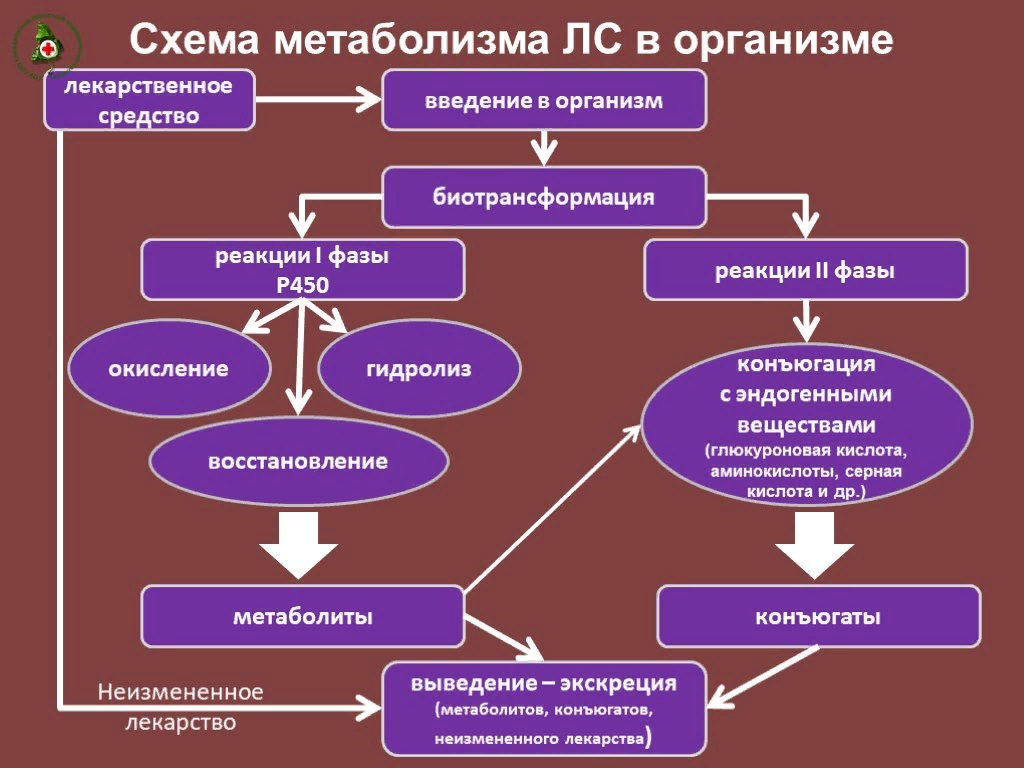 Схема метаболизма ЛС в организме
лекарственное
средство
введение в организм
биотрансформация
реакции I фазы
P450
реакции II фазы
окисление
гидролиз
восстановление
конъюгация
с эндогенными
веществами
(глюкуроновая кислота,
аминокислоты, серная
кислота и др.)
метаболиты
конъюгаты
Неизмененное
лекарство
выведение – экскреция
(метаболитов, конъюгатов,
неизмененного лекарства)